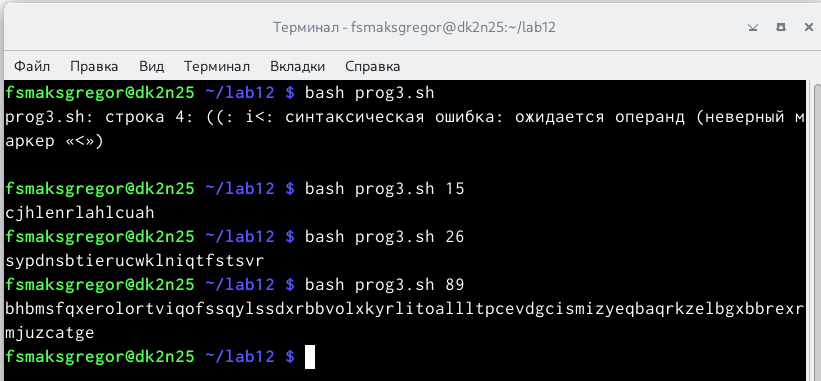 Терминал - fsmaksgregor@dk2n25:~/lab12
Файл Правка Вид Терминал Вкладки Справка
fsmaksgregor@dk2n25 ~/lab12 $ bash prog3.sh
prog3.sh: строка 4: ((: i<: синтаксическая ошибка: ожидается операнд (неверный м
аркер «<»)
fsmaksgregor@dk2n25 ~/lab12 $ bash prog3.sh 15
cjhlenrlahlcuah
fsmaksgregor@dk2n25 ~/lab12 $ bash prog3.sh 26
sypdnsbtierucwklniqtfstsvr
fsmaksgregor@dk2n25 ~/lab12 $ bash prog3.sh 89
bhbmsfqxerolortviqofssqylssdxrbbvolxkyrlitoallltpcevdgcismizyeqbaqrkzelbgxbbrexr
mjuzcatge
fsmaksgregor@dk2n25 ~/lab12 $